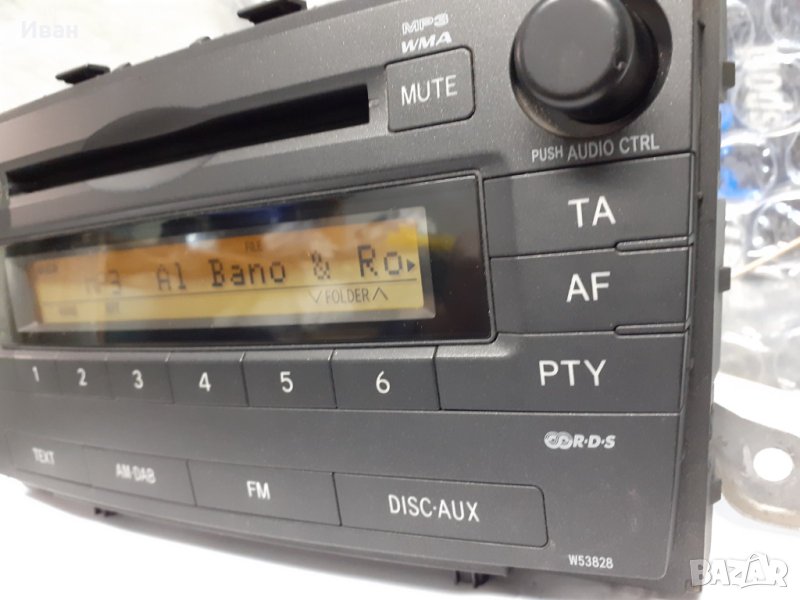 Иван
MP3
WMA
MUTE
PUSH AUDIO CTRL
TA
FILE
Al Bano & Ro
AF
FOLDER
PTY
1 2 3 4 5 6
R·D·S
TEXT
AM·DAB
FM
DISC·AUX
W53828
BAZAR